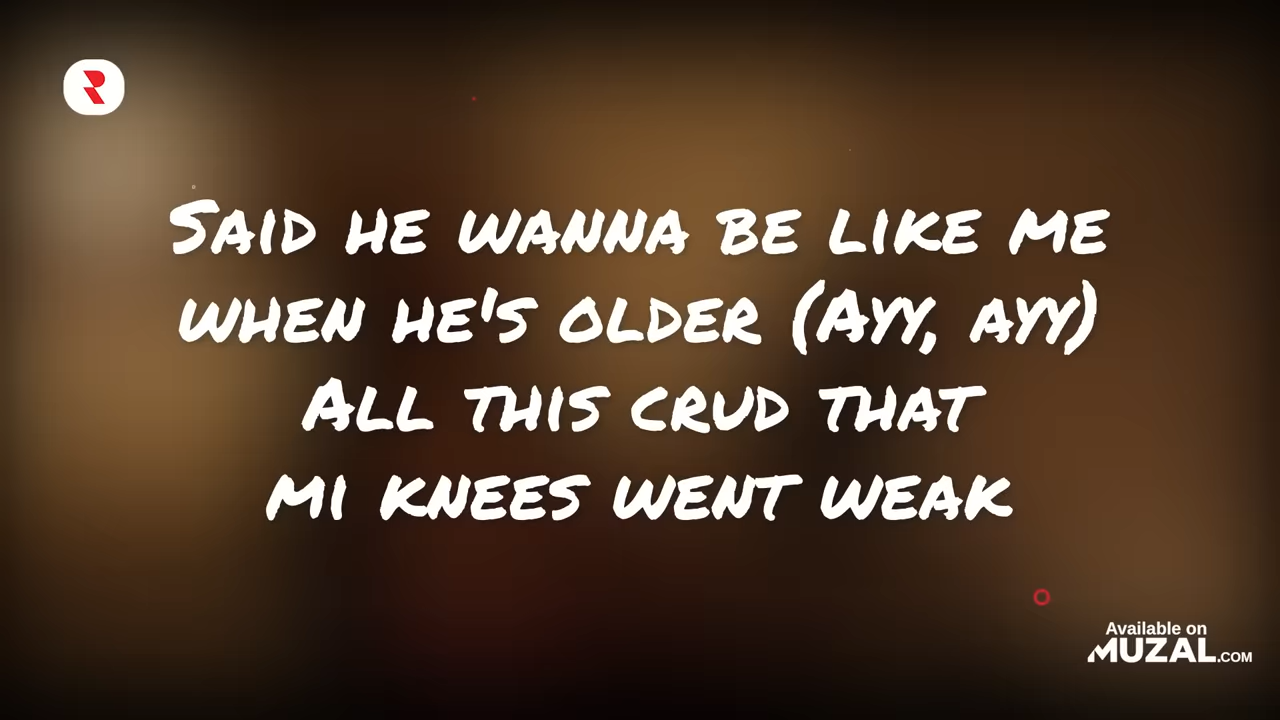 R
Said he wanna be like me
when he's older (Ayy, ayy)
All this crud that
mi knees went weak
Available on
MUZAL.COM